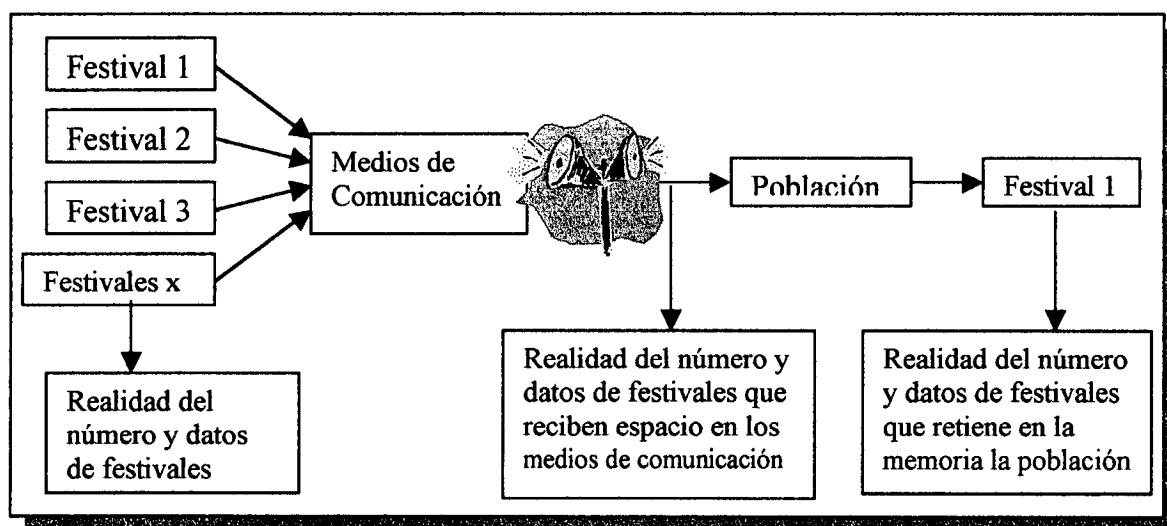 Festival 1
Festival 2
Festival 3
Festivales x
Medios de
Comunicación
Población
Festival 1
Realidad del
número y datos
de festivales
Realidad del número y
datos de festivales que
reciben espacio en los
medios de comunicación
Realidad del número
y datos de festivales
que retiene en la
memoria la población